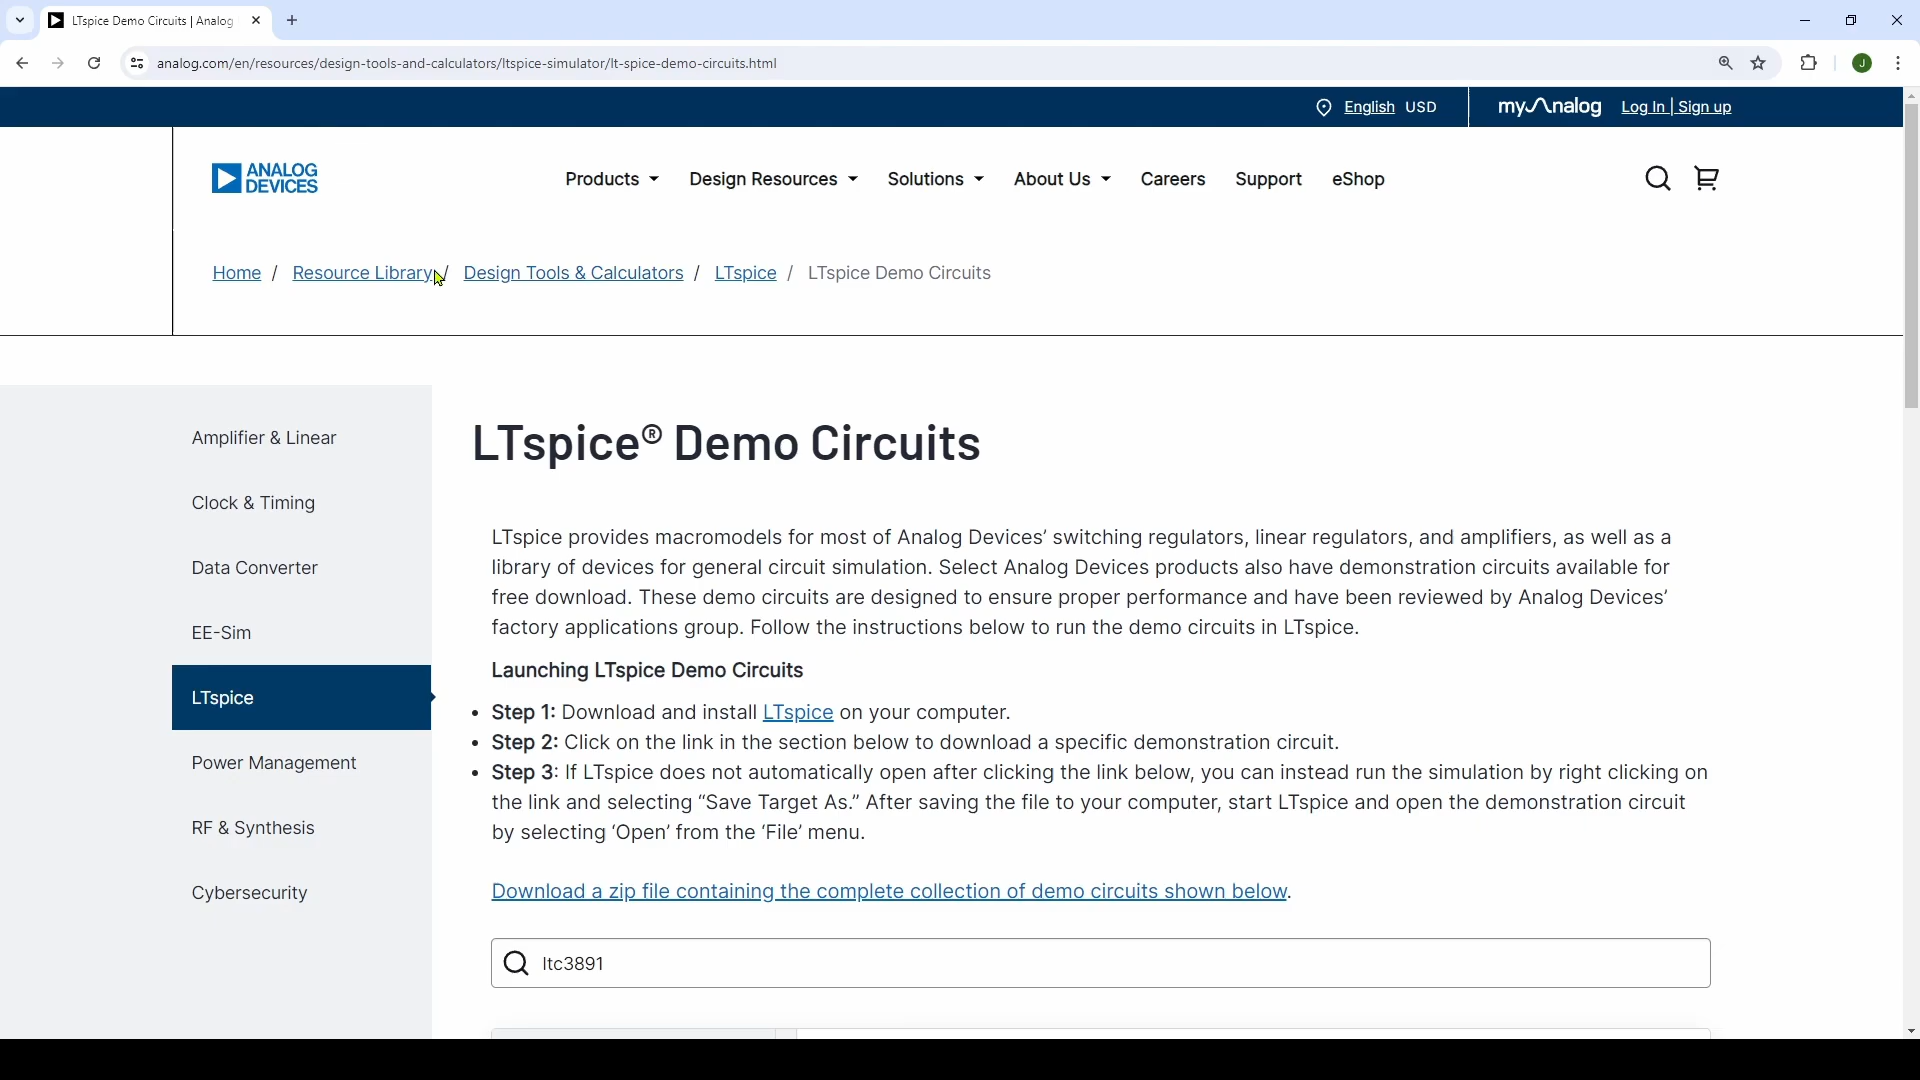 LTspice Demo Circuits | Analog
analog.com/en/resources/design-tools-and-calculators/ltspice-simulator/lt-spice-demo-circuits.html
J
English USD
myAnalog
Log In | Sign up
ANALOG
DEVICES
Products
Design Resources
Solutions
About Us
Careers
Support
eShop
Home / Resource Library / Design Tools & Calculators / LTspice / LTspice Demo Circuits
Amplifier & Linear
Clock & Timing
Data Converter
EE-Sim
LTspice
Power Management
RF & Synthesis
Cybersecurity
LTspice® Demo Circuits
LTspice provides macromodels for most of Analog Devices’ switching regulators, linear regulators, and amplifiers, as well as a
library of devices for general circuit simulation. Select Analog Devices products also have demonstration circuits available for
free download. These demo circuits are designed to ensure proper performance and have been reviewed by Analog Devices’
factory applications group. Follow the instructions below to run the demo circuits in LTspice.
Launching LTspice Demo Circuits
• Step 1: Download and install LTspice on your computer.
• Step 2: Click on the link in the section below to download a specific demonstration circuit.
• Step 3: If LTspice does not automatically open after clicking the link below, you can instead run the simulation by right clicking on
the link and selecting “Save Target As.” After saving the file to your computer, start LTspice and open the demonstration circuit
by selecting ‘Open’ from the ‘File’ menu.
Download a zip file containing the complete collection of demo circuits shown below.
ltc3891